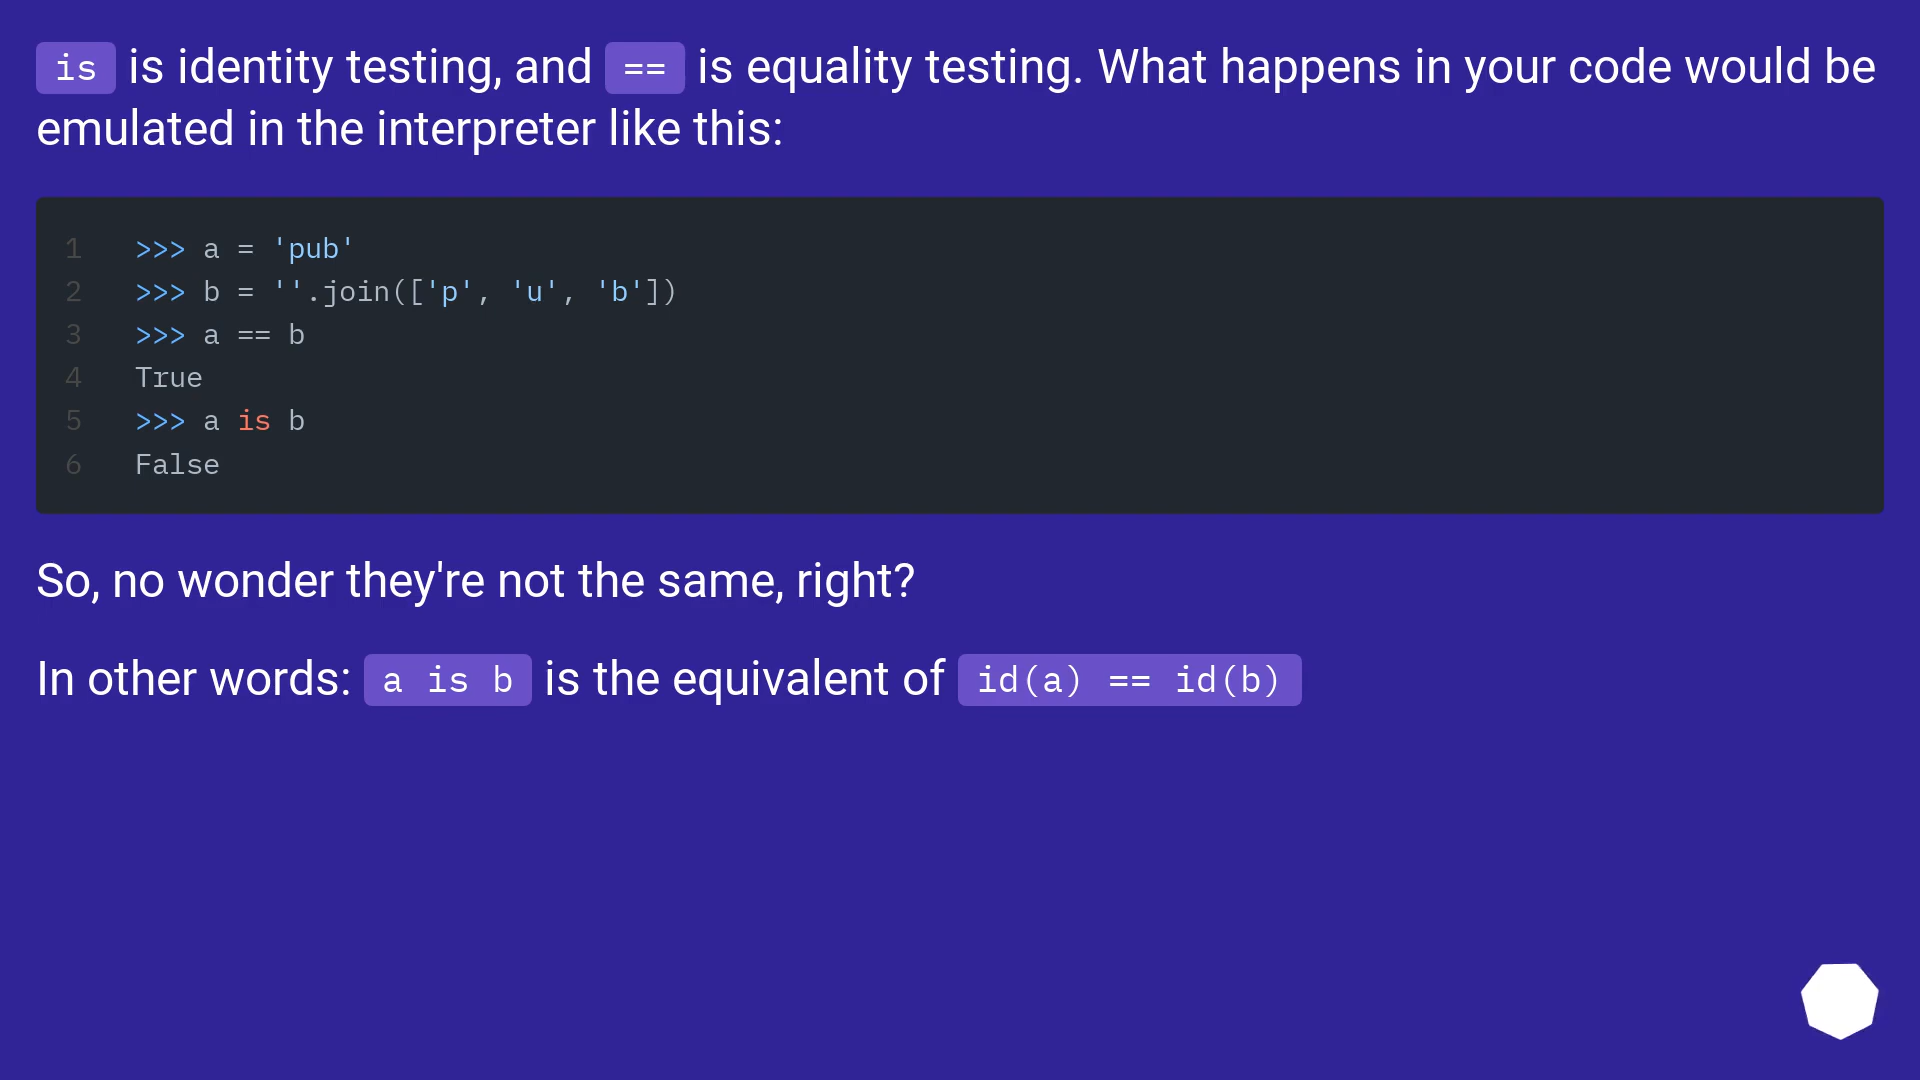 is is identity testing, and == is equality testing. What happens in your code would be
emulated in the interpreter like this:
1 >>> a = 'pub'
2 >>> b = ''.join(['p', 'u', 'b'])
3 >>> a == b
4 True
5 >>> a is b
6 False
So, no wonder they're not the same, right?
In other words: a is b is the equivalent of id(a) == id(b)